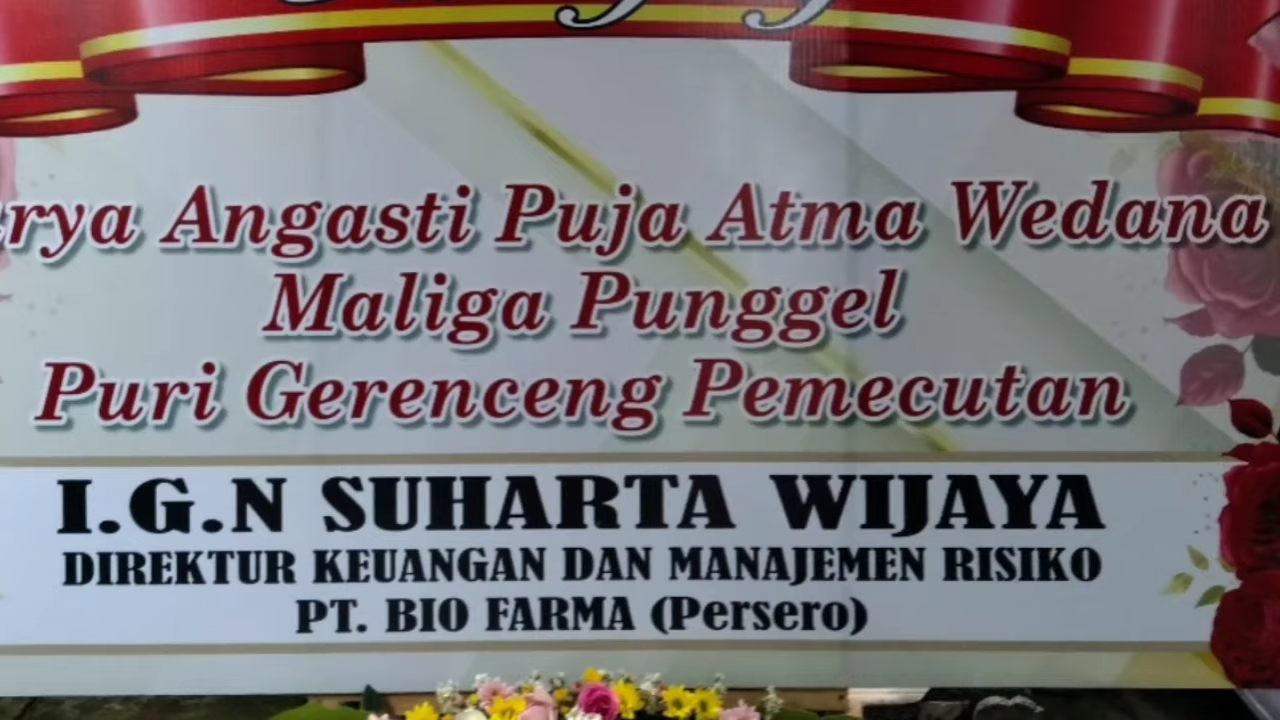 Angasti Puja Atma Wedana
Maliga Punggel
Puri Gerenceng Pemecutan
I.G.N SUHARTA WIJAYA
DIREKTUR KEUANGAN DAN MANAJEMEN RISIKO
PT. BIO FARMA (Persero)